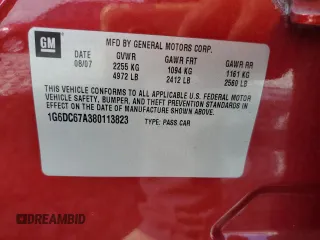 GM
MFD BY GENERAL MOTORS CORP.
DATE GVWR GAWR FRT GAWR RR
08/07 2255 KG 1094 KG 1161 KG
4972 LB 2412 LB 2560 LB
THIS VEHICLE CONFORMS TO ALL APPLICABLE U.S. FEDERAL MOTOR
VEHICLE SAFETY, BUMPER, AND THEFT PREVENTION STANDARDS
IN EFFECT ON THE DATE OF MANUFACTURE SHOWN ABOVE.
1G6DC67A380113823 TYPE: PASS CAR
DREAMBID